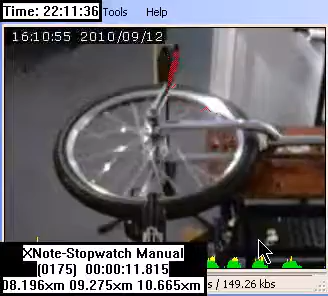 Time: 22:11:36 Tools Help
16:10:55 2010/09/12
XNote-Stopwatch Manual
(0175) 00:00:11.815
08.196xm 09.275xm 10.665xm
s / 149.26 kbs